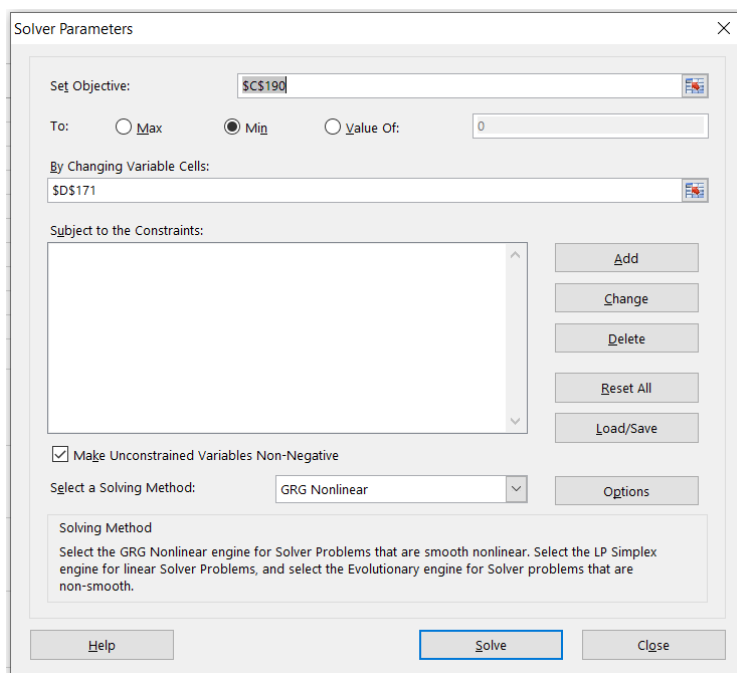 Solver Parameters
Set Objective: $C$190
To: Max Min Value Of: 0
By Changing Variable Cells:
$D$171
Subject to the Constraints:
Add
Change
Delete
Reset All
Load/Save
Make Unconstrained Variables Non-Negative
Select a Solving Method: GRG Nonlinear Options
Solving Method
Select the GRG Nonlinear engine for Solver Problems that are smooth nonlinear. Select the LP Simplex
engine for linear Solver Problems, and select the Evolutionary engine for Solver problems that are
non-smooth.
Help Solve Close